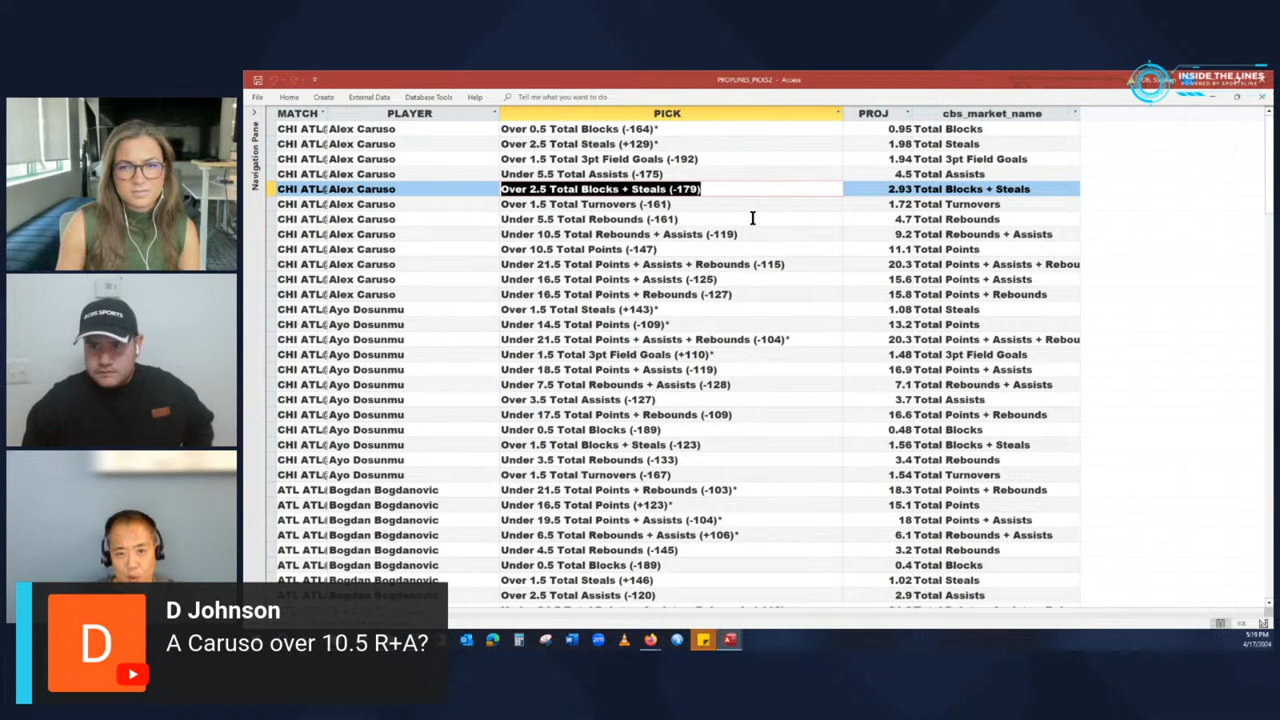 PROPLINES_PICKS2 - Access
INSIDE THE LINES
POWERED BY SPORTSLINE
File Home Create External Data Database Tools Help Tell me what you want to do
Navigation Pane
MATCH PLAYER PICK PROJ cbs_market_name
CHI ATL Alex Caruso Over 0.5 Total Blocks (-164)* 0.95 Total Blocks
CHI ATL Alex Caruso Over 2.5 Total Steals (+129)* 1.98 Total Steals
CHI ATL Alex Caruso Over 1.5 Total 3pt Field Goals (-192) 1.94 Total 3pt Field Goals
CHI ATL Alex Caruso Under 5.5 Total Assists (-175) 4.5 Total Assists
CHI ATL Alex Caruso Over 2.5 Total Blocks + Steals (-179) 2.93 Total Blocks + Steals
CHI ATL Alex Caruso Over 1.5 Total Turnovers (-161) 1.72 Total Turnovers
CHI ATL Alex Caruso Under 5.5 Total Rebounds (-161) 4.7 Total Rebounds
CHI ATL Alex Caruso Under 10.5 Total Rebounds + Assists (-119) 9.2 Total Rebounds + Assists
CHI ATL Alex Caruso Over 10.5 Total Points (-147) 11.1 Total Points
CHI ATL Alex Caruso Under 21.5 Total Points + Assists + Rebounds (-115) 20.3 Total Points + Assists + Rebou
CHI ATL Alex Caruso Under 16.5 Total Points + Assists (-125) 15.6 Total Points + Assists
CHI ATL Alex Caruso Under 16.5 Total Points + Rebounds (-127) 15.8 Total Points + Rebounds
CHI ATL Ayo Dosunmu Over 1.5 Total Steals (+143)* 1.08 Total Steals
CHI ATL Ayo Dosunmu Under 14.5 Total Points (-109)* 13.2 Total Points
CHI ATL Ayo Dosunmu Under 21.5 Total Points + Assists + Rebounds (-104)* 20.3 Total Points + Assists + Rebou
CHI ATL Ayo Dosunmu Under 1.5 Total 3pt Field Goals (+110)* 1.48 Total 3pt Field Goals
CHI ATL Ayo Dosunmu Under 18.5 Total Points + Assists (-119) 16.9 Total Points + Assists
CHI ATL Ayo Dosunmu Under 7.5 Total Rebounds + Assists (-128) 7.1 Total Rebounds + Assists
CHI ATL Ayo Dosunmu Over 3.5 Total Assists (-127) 3.7 Total Assists
CHI ATL Ayo Dosunmu Under 17.5 Total Points + Rebounds (-109) 16.6 Total Points + Rebounds
CHI ATL Ayo Dosunmu Under 0.5 Total Blocks (-189) 0.48 Total Blocks
CHI ATL Ayo Dosunmu Over 1.5 Total Blocks + Steals (-123) 1.56 Total Blocks + Steals
CHI ATL Ayo Dosunmu Under 3.5 Total Rebounds (-133) 3.4 Total Rebounds
CHI ATL Ayo Dosunmu Over 1.5 Total Turnovers (-167) 1.54 Total Turnovers
ATL ATL Bogdan Bogdanovic Under 21.5 Total Points + Rebounds (-103)* 18.3 Total Points + Rebounds
ATL ATL Bogdan Bogdanovic Under 16.5 Total Points (+123)* 15.1 Total Points
ATL ATL Bogdan Bogdanovic Under 19.5 Total Points + Assists (-104)* 18 Total Points + Assists
ATL ATL Bogdan Bogdanovic Under 6.5 Total Rebounds + Assists (+106)* 6.1 Total Rebounds + Assists
ATL ATL Bogdan Bogdanovic Under 4.5 Total Rebounds (-145) 3.2 Total Rebounds
ATL ATL Bogdan Bogdanovic Under 0.5 Total Blocks (-189) 0.4 Total Blocks
ATL ATL Bogdan Bogdanovic Over 1.5 Total Steals (+146) 1.02 Total Steals
ATL ATL Bogdan Bogdanovic Over 2.5 Total Assists (-120) 2.9 Total Assists
CBS SPORTS
SQL
5:19 PM
4/17/2024
D
D Johnson
A Caruso over 10.5 R+A?